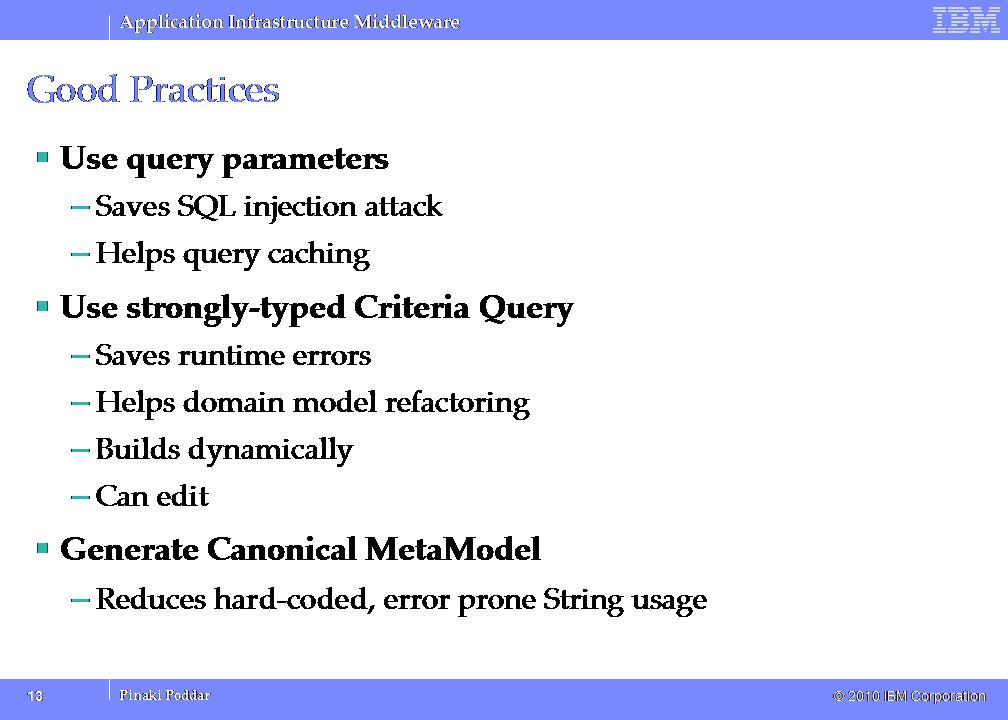 Application Infrastructure Middleware
IBM
Good Practices
Use query parameters
– Saves SQL injection attack
– Helps query caching
Use strongly-typed Criteria Query
– Saves runtime errors
– Helps domain model refactoring
– Builds dynamically
– Can edit
Generate Canonical MetaModel
– Reduces hard-coded, error prone String usage
13
Pinaki Poddar
© 2010 IBM Corporation